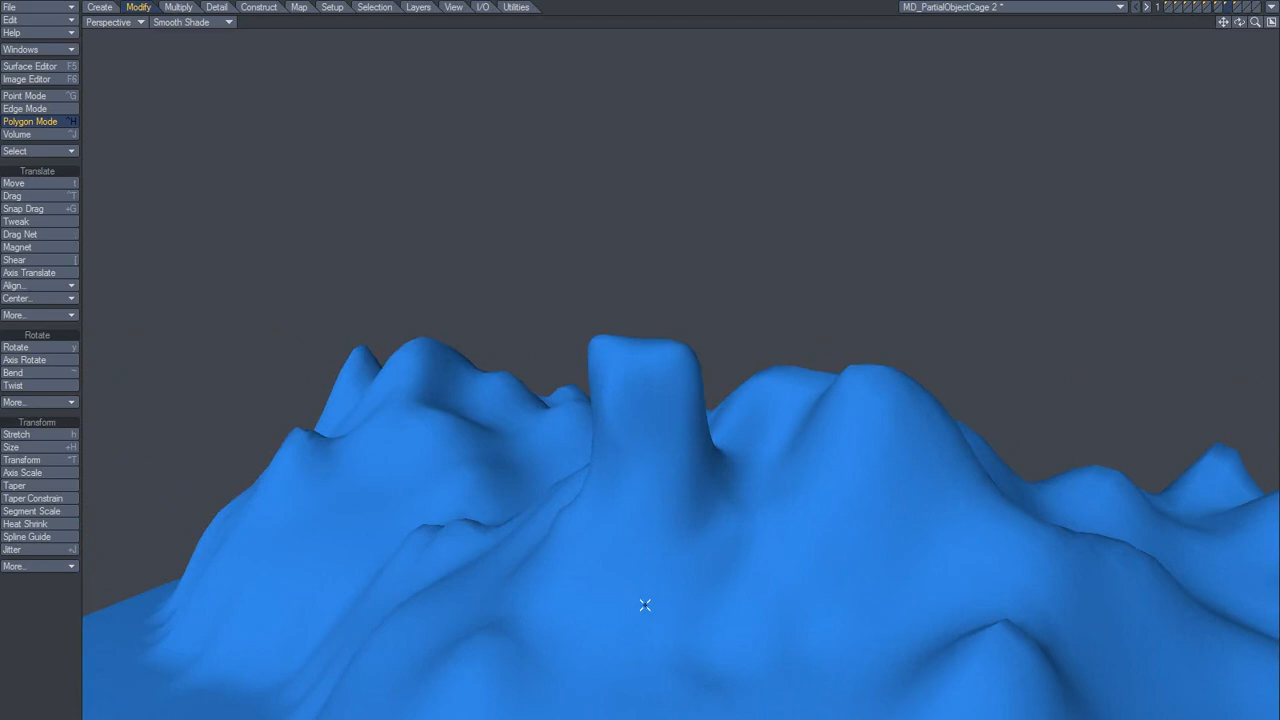 File Create Modify Multiply Detail Construct Map Setup Selection Layers View I/O Utilities MD_PartialObjectCage 2 * 1
Edit Perspective Smooth Shade
Help
Windows
Surface Editor F5
Image Editor F6
Point Mode ^G
Edge Mode
Polygon Mode ^H
Volume ^J
Select
Translate
Move t
Drag ^T
Snap Drag +G
Tweak
Drag Net ;
Magnet :
Shear [
Axis Translate
Align...
Center...
More...
Rotate
Rotate y
Axis Rotate
Bend ~
Twist
More...
Transform
Stretch h
Size +H
Transform *T
Axis Scale
Taper
Taper Constrain
Segment Scale
Heat Shrink
Spline Guide
Jitter +J
More...